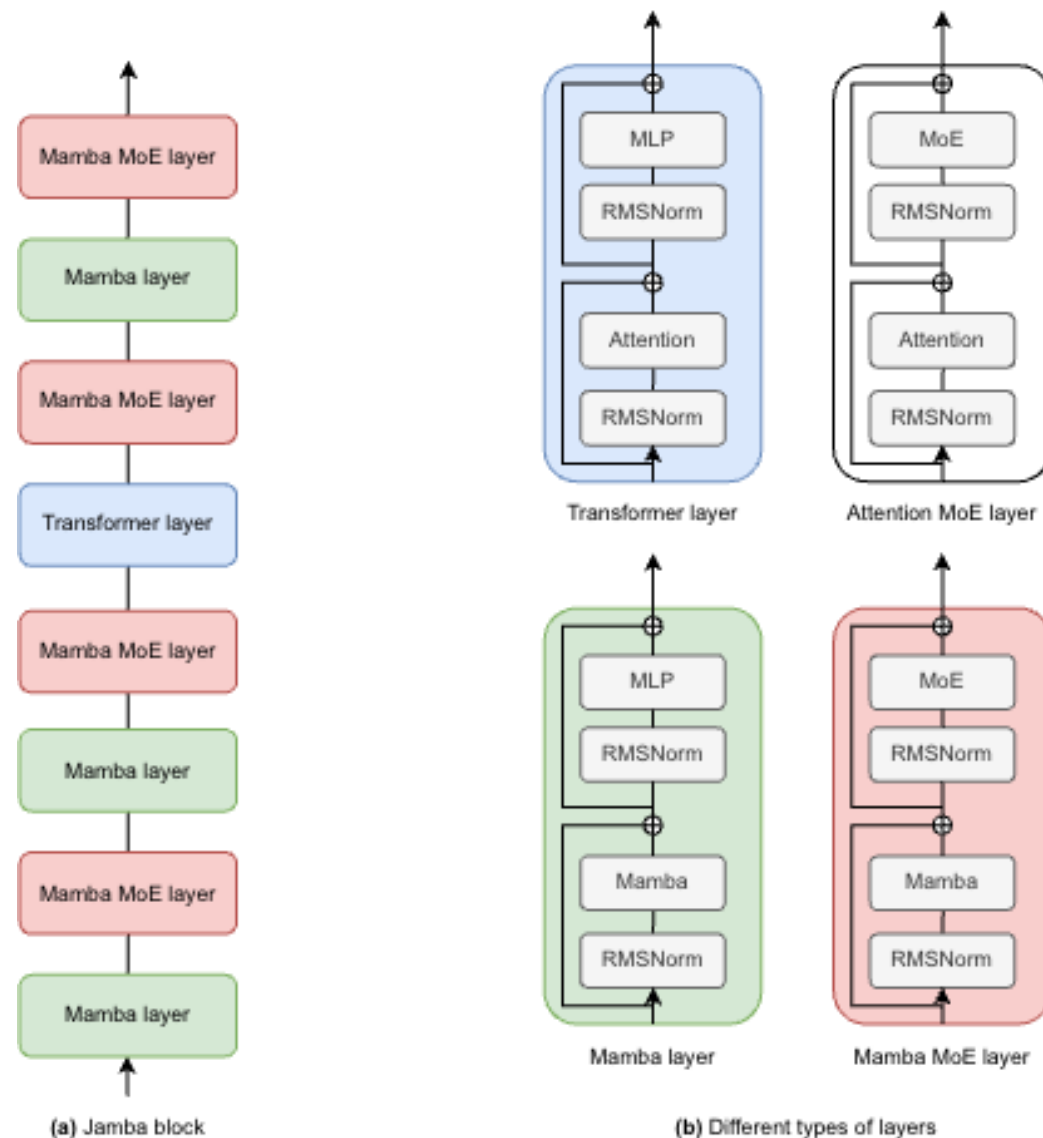 Mamba MoE layer
Mamba layer
Mamba MoE layer
Transformer layer
Mamba MoE layer
Mamba layer
Mamba MoE layer
Mamba layer
(a) Jamba block
MLP
RMSNorm
Attention
RMSNorm
Transformer layer
MoE
RMSNorm
Attention
RMSNorm
Attention MoE layer
MLP
RMSNorm
Mamba
RMSNorm
Mamba layer
MoE
RMSNorm
Mamba
RMSNorm
Mamba MoE layer
(b) Different types of layers